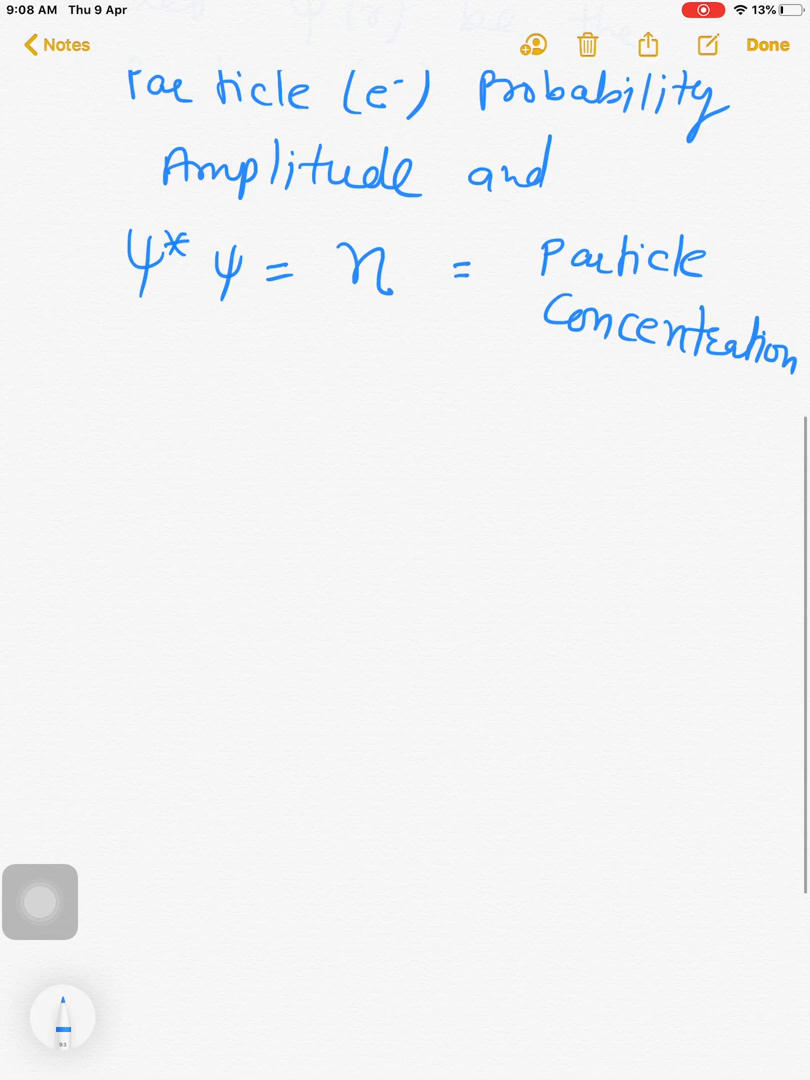 9:08 AM Thu 9 Apr 13%
Notes Done
Particle (e⁻) Probability
Amplitude and
ψ* ψ = n = Particle
Concentration